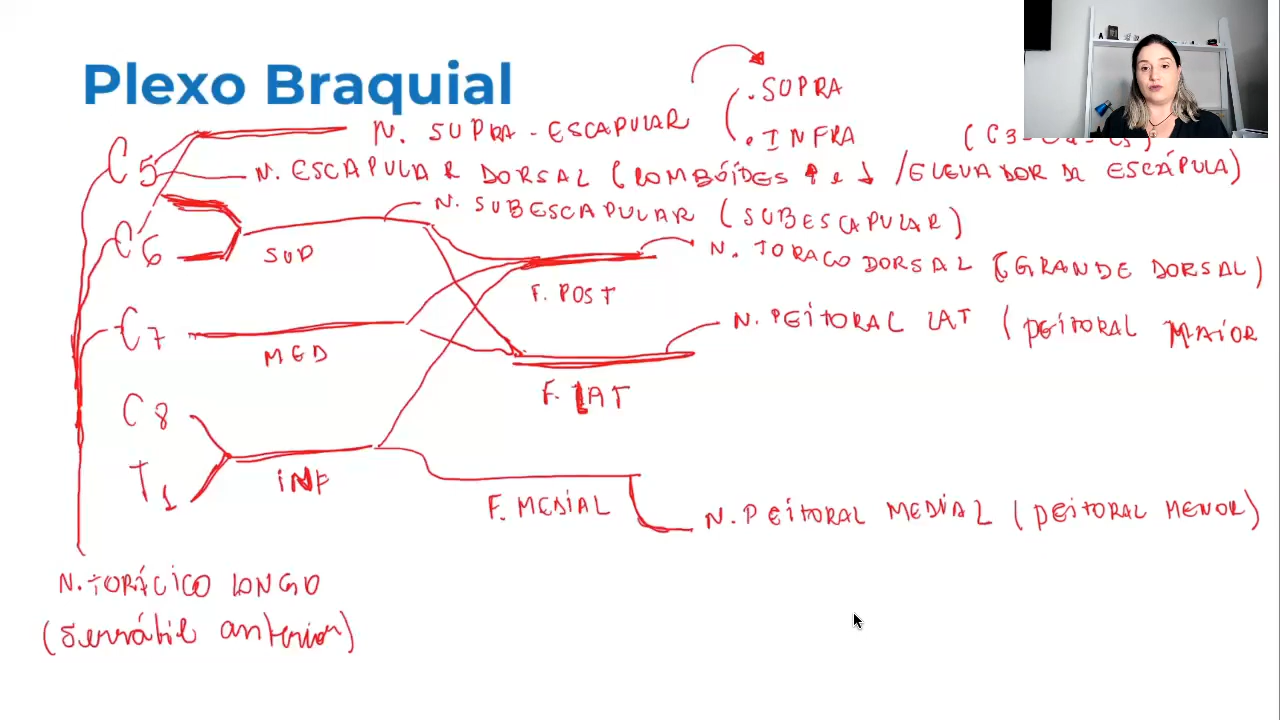 Plexo Braquial
. SUPRA
. INFRA
N. SUPRA - ESCAPULAR
C5
N. ESCAPULAR DORSAL (ROMBÓIDES ↑ e ↓ / ELEVADOR DA ESCÁPULA)
N. SUBESCAPULAR (SUBESCAPULAR)
C6
SUP
N. TORACO DORSAL (GRANDE DORSAL)
F. POST
C7
MED
N. PEITORAL LAT (PEITORAL MAIOR
F. LAT
C8
T1
INF
F. MEDIAL
N. PEITORAL MEDIAL (PEITORAL MENOR)
N. TORÁCICO LONGO
(Serrátil anterior)